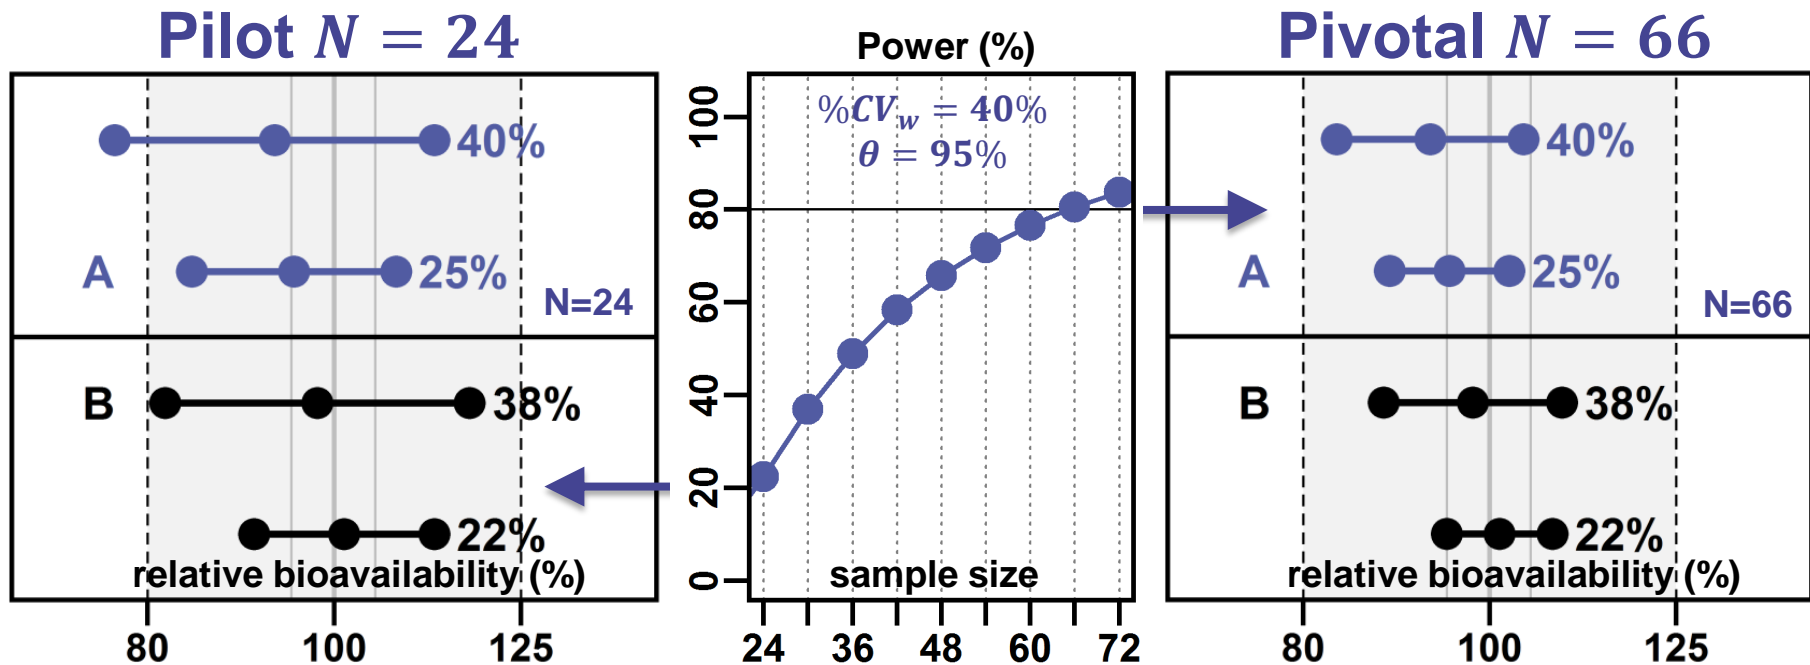 Pilot N = 24
40%
A
25%
N=24
B
38%
22%
relative bioavailability (%)
80 100 125
Power (%)
%CV_w = 40%
θ = 95%
100
80
60
40
20
0
sample size
24 36 48 60 72
Pivotal N = 66
40%
A
25%
N=66
B
38%
22%
relative bioavailability (%)
80 100 125